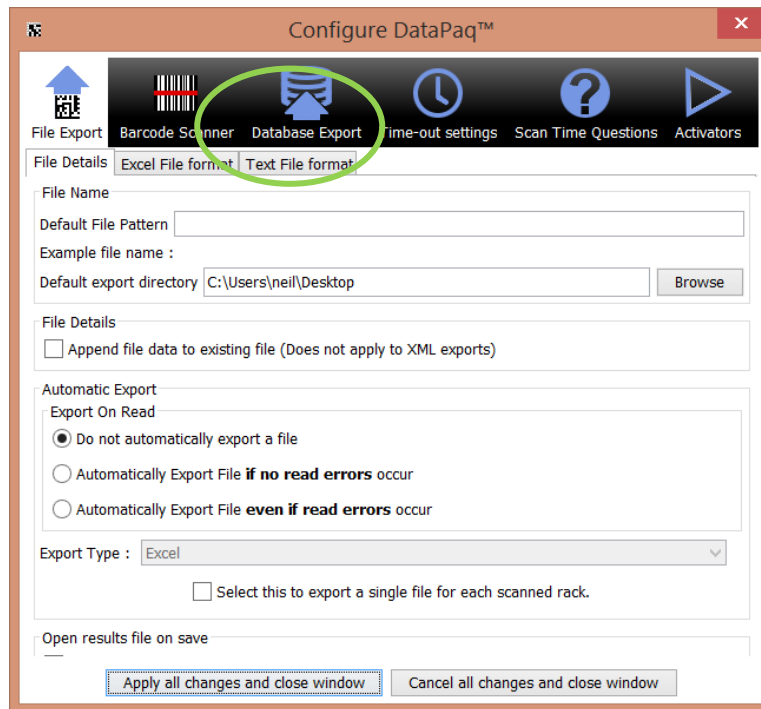 Configure DataPaq™
File Export Barcode Scanner Database Export Time-out settings Scan Time Questions Activators
File Details Excel File format Text File format
File Name
Default File Pattern
Example file name :
Default export directory C:\Users\neil\Desktop Browse
File Details
Append file data to existing file (Does not apply to XML exports)
Automatic Export
Export On Read
Do not automatically export a file
Automatically Export File if no read errors occur
Automatically Export File even if read errors occur
Export Type : Excel
Select this to export a single file for each scanned rack.
Open results file on save
Apply all changes and close window Cancel all changes and close window